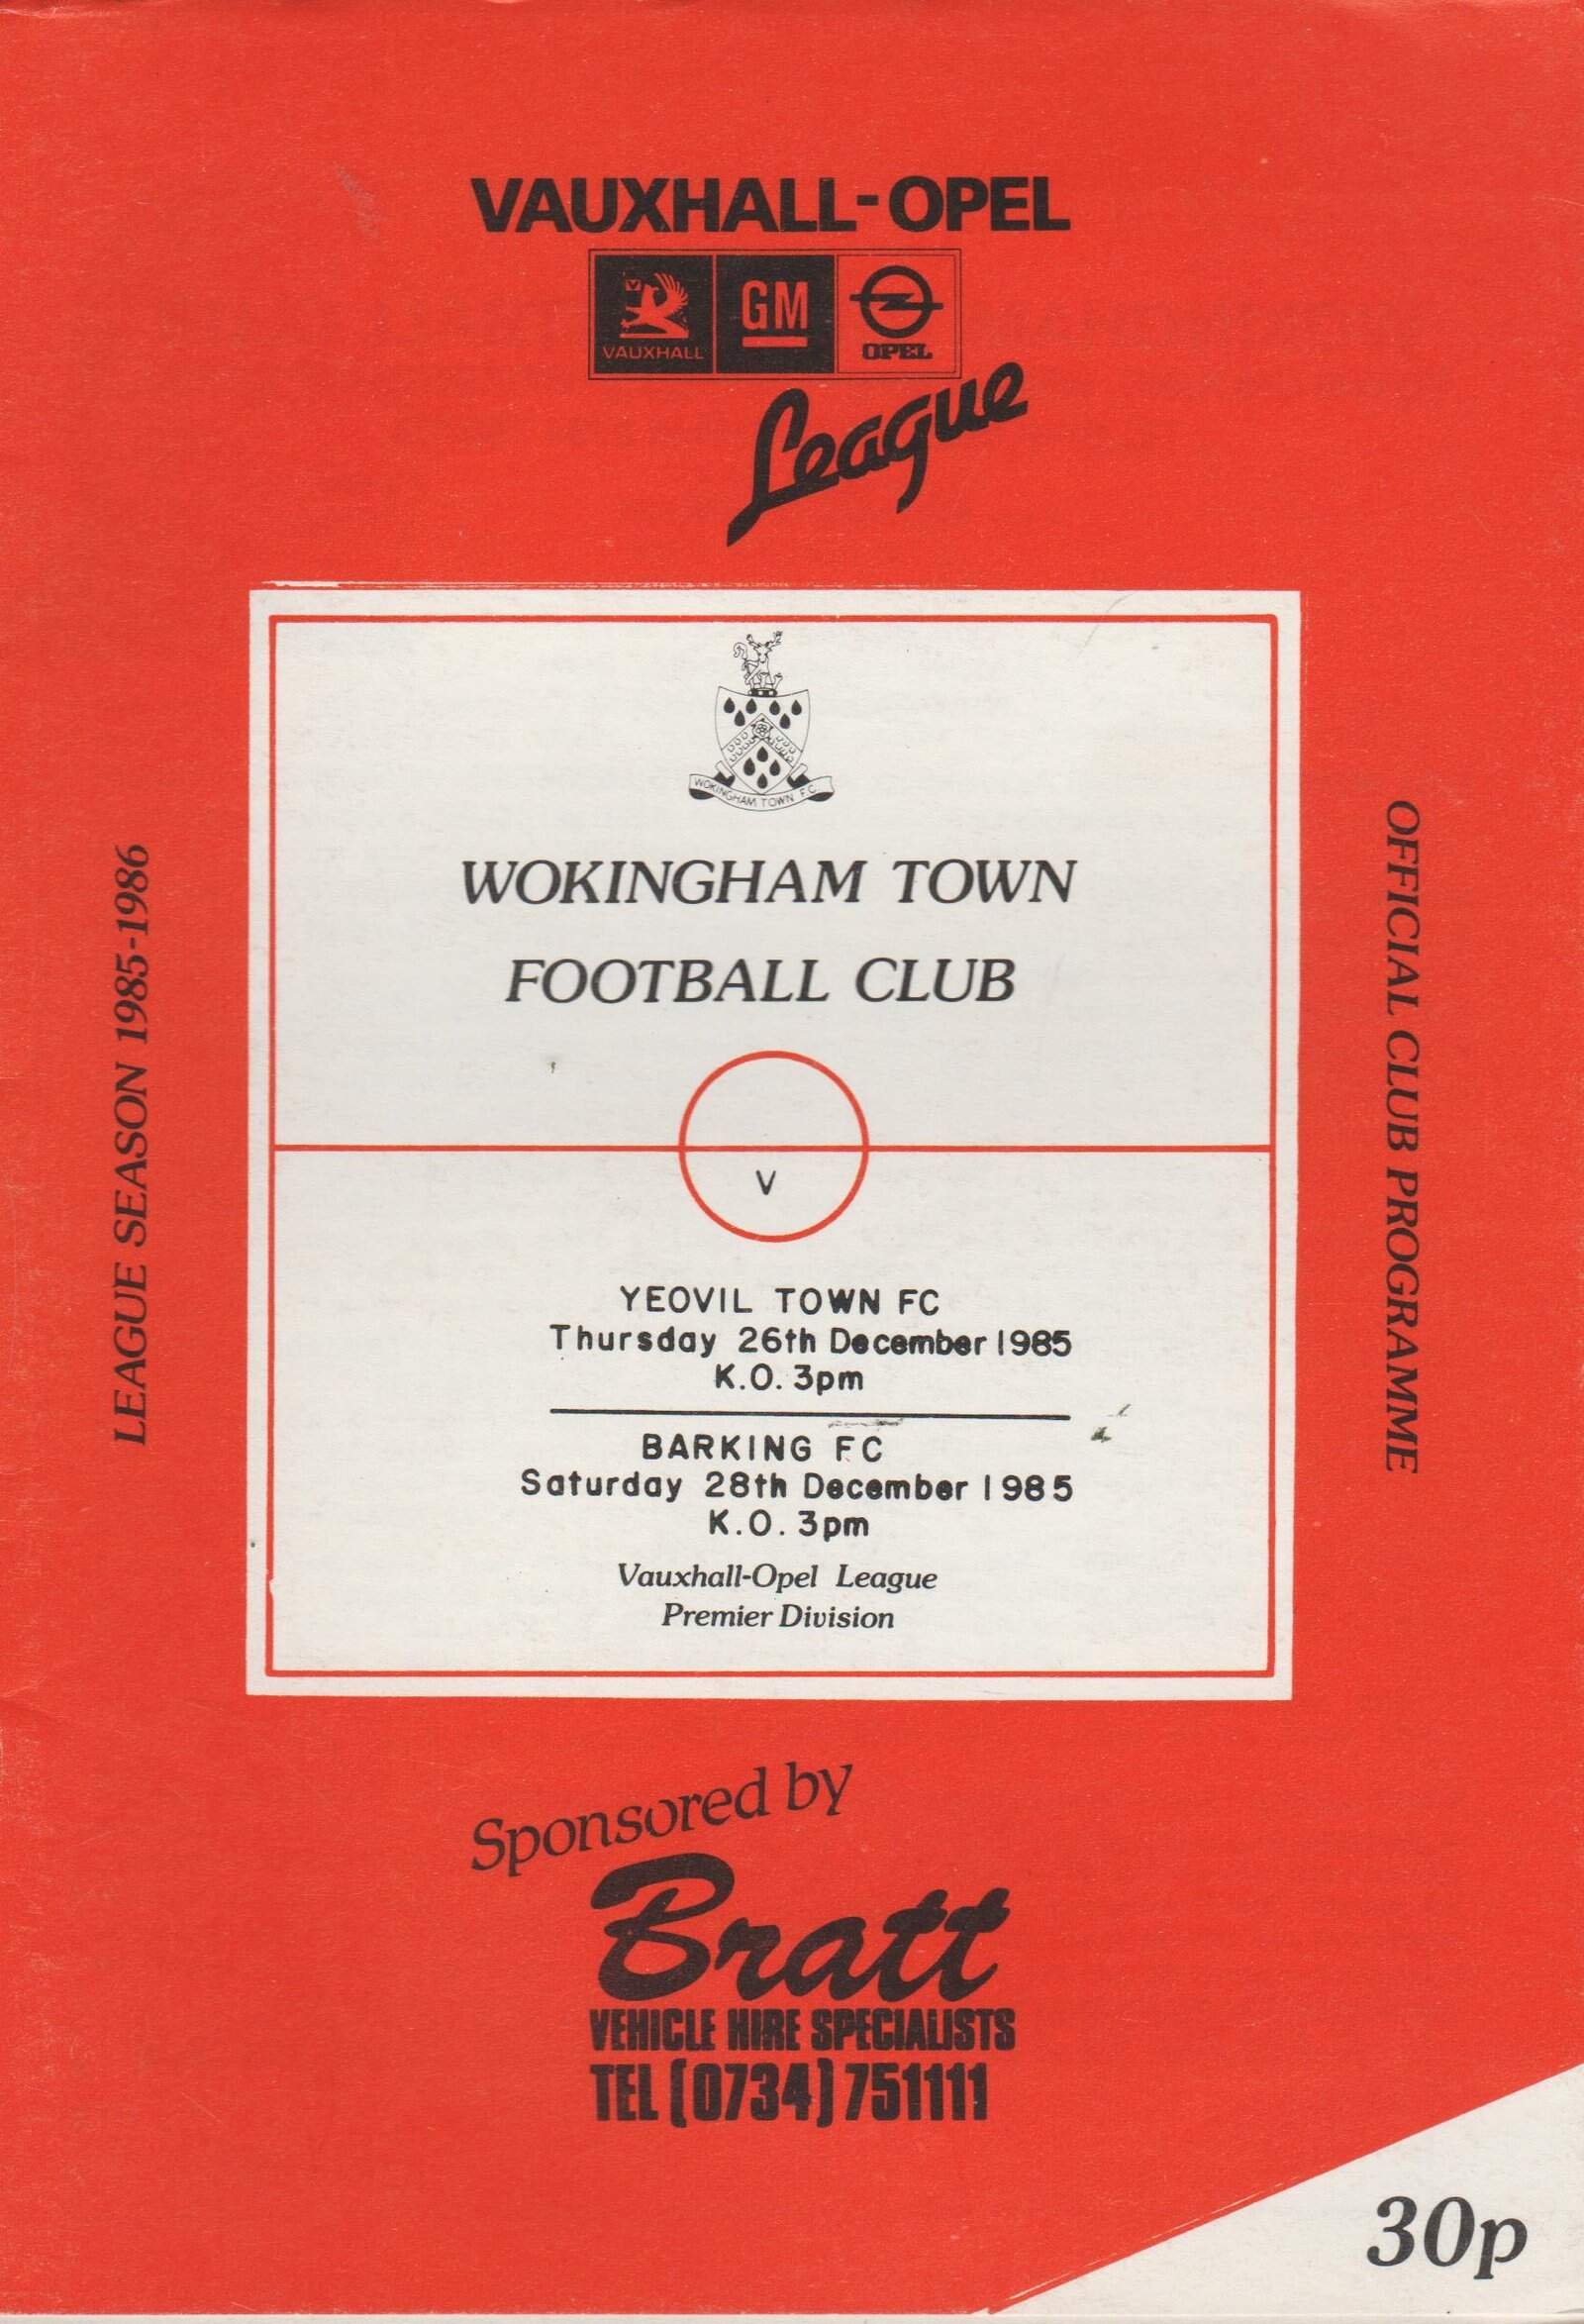 VAUXHALL-OPEL
VAUXHALL
GM
OPEL
League
WOKINGHAM TOWN F.C
WOKINGHAM TOWN
FOOTBALL CLUB
V
YEOVIL TOWN FC
Thursday 26th December 1985
K.O. 3pm
BARKING FC
Saturday 28th December 1985
K.O. 3pm
Vauxhall-Opel League
Premier Division
LEAGUE SEASON 1985-1986
OFFICIAL CLUB PROGRAMME
Sponsored by
Bratt
VEHICLE HIRE SPECIALISTS
TEL (0734) 751111
30p